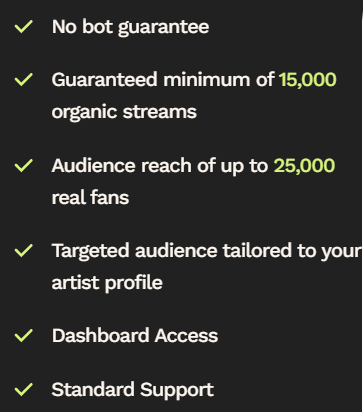 No bot guarantee
Guaranteed minimum of 15,000
organic streams
Audience reach of up to 25,000
real fans
Targeted audience tailored to your
artist profile
Dashboard Access
Standard Support